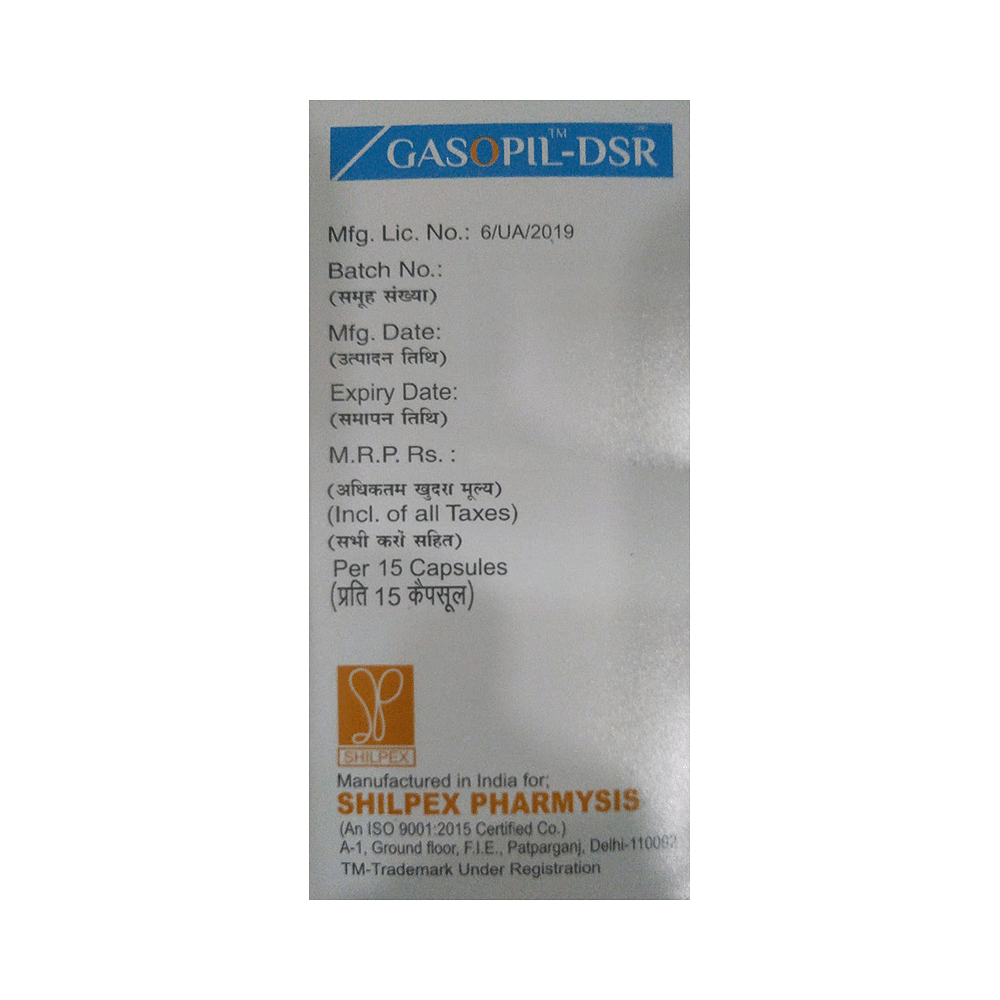 GASOPIL™-DSR
Mfg. Lic. No.: 6/UA/2019
Batch No.:
(समूह संख्या)
Mfg. Date:
(उत्पादन तिथि)
Expiry Date:
(समापन तिथि)
M.R.P. Rs. :
(अधिकतम खुदरा मूल्य)
(Incl. of all Taxes)
(सभी करों सहित)
Per 15 Capsules
(प्रति 15 कैपसूल)
SHILPEX
Manufactured in India for;
SHILPEX PHARMYSIS
(An ISO 9001:2015 Certified Co.)
A-1, Ground floor, F.I.E., Patparganj, Delhi-110092
TM-Trademark Under Registration